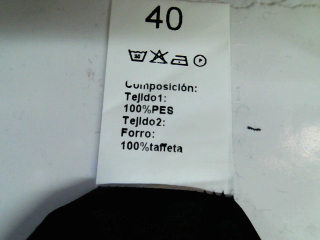 40
Composición:
Tejido1:
100%PES
Tejido2:
Forro:
100%taffeta